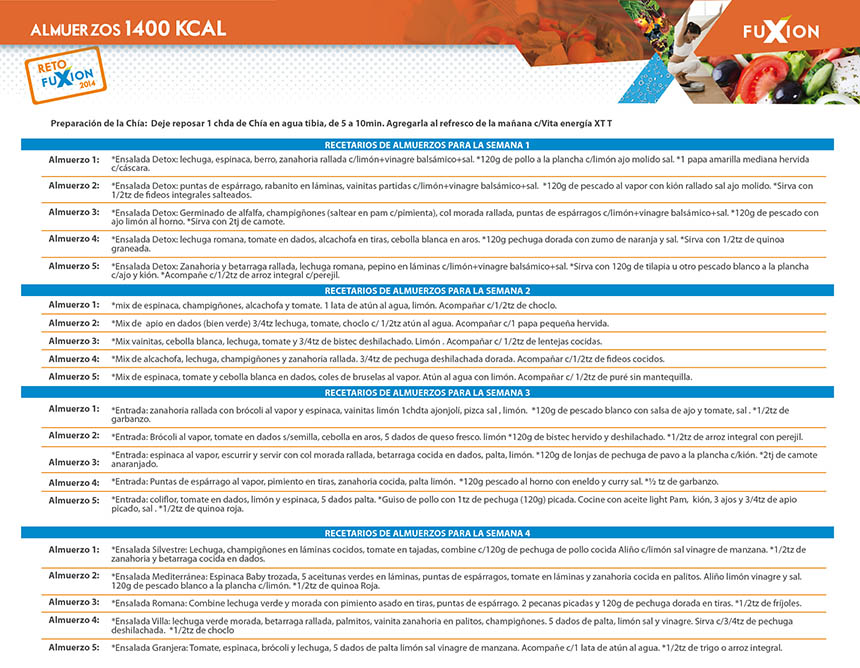 ALMUERZOS 1400 KCAL
FUXION
RETO
FUXION
2014
Preparación de la Chía: Deje reposar 1 chda de Chía en agua tibia, de 5 a 10min. Agregarla al refresco de la mañana c/Vita energía XT T
RECETARIOS DE ALMUERZOS PARA LA SEMANA 1
Almuerzo 1: *Ensalada Detox: lechuga, espinaca, berro, zanahoria rallada c/limón+vinagre balsámico+sal. *120g de pollo a la plancha c/limón ajo molido sal. *1 papa amarilla mediana hervida
c/cáscara.
Almuerzo 2: *Ensalada Detox: puntas de espárrago, rabanito en láminas, vainitas partidas c/limón+vinagre balsámico+sal. *120g de pescado al vapor con kión rallado sal ajo molido. *Sirva con
1/2tz de fideos integrales salteados.
Almuerzo 3: *Ensalada Detox: Germinado de alfalfa, champigñones (saltear en pam c/pimienta), col morada rallada, puntas de espárragos c/limón+vinagre balsámico+sal. *120g de pescado con
ajo limón al horno. *Sirva con 2tj de camote.
Almuerzo 4: *Ensalada Detox: lechuga romana, tomate en dados, alcachofa en tiras, cebolla blanca en aros. *120g pechuga dorada con zumo de naranja y sal. *Sirva con 1/2tz de quinoa
graneada.
Almuerzo 5: *Ensalada Detox: Zanahoria y betarraga rallada, lechuga romana, pepino en láminas c/limón+vinagre balsámico+sal. *Sirva con 120g de tilapia u otro pescado blanco a la plancha
c/ajo y kión. *Acompañe c/1/2tz de arroz integral c/perejil.
RECETARIOS DE ALMUERZOS PARA LA SEMANA 2
Almuerzo 1: *mix de espinaca, champigñones, alcachofa y tomate. 1 lata de atún al agua, limón. Acompañar c/1/2tz de choclo.
Almuerzo 2: *Mix de apio en dados (bien verde) 3/4tz lechuga, tomate, choclo c/ 1/2tz atún al agua. Acompañar c/1 papa pequeña hervida.
Almuerzo 3: *Mix vainitas, cebolla blanca, lechuga, tomate y 3/4tz de bistec deshilachado. Limón . Acompañar c/ 1/2tz de lentejas cocidas.
Almuerzo 4: *Mix de alcachofa, lechuga, champigñones y zanahoria rallada. 3/4tz de pechuga deshilachada dorada. Acompañar c/1/2tz de fideos cocidos.
Almuerzo 5: *Mix de espinaca, tomate y cebolla blanca en dados, coles de bruselas al vapor. Atún al agua con limón. Acompañar c/ 1/2tz de puré sin mantequilla.
RECETARIOS DE ALMUERZOS PARA LA SEMANA 3
Almuerzo 1: *Entrada: zanahoria rallada con brócoli al vapor y espinaca, vainitas limón 1chdta ajonjolí, pizca sal , limón. *120g de pescado blanco con salsa de ajo y tomate, sal . *1/2tz de
garbanzo.
Almuerzo 2: *Entrada: Brócoli al vapor, tomate en dados s/semilla, cebolla en aros, 5 dados de queso fresco. limón *120g de bistec hervido y deshilachado. *1/2tz de arroz integral con perejil.
Almuerzo 3: *Entrada: espinaca al vapor, escurrir y servir con col morada rallada, betarraga cocida en dados, palta, limón. *120g de lonjas de pechuga de pavo a la plancha c/kión. *2tj de camote
anaranjado.
Almuerzo 4: *Entrada: Puntas de espárrago al vapor, pimiento en tiras, zanahoria cocida, palta limón. *120g pescado al horno con eneldo y curry sal. *½ tz de garbanzo.
Almuerzo 5: *Entrada: coliflor, tomate en dados, limón y espinaca, 5 dados palta. *Guiso de pollo con 1tz de pechuga (120g) picada. Cocine con aceite light Pam, kión, 3 ajos y 3/4tz de apio
picado, sal . *1/2tz de quinoa roja.
RECETARIOS DE ALMUERZOS PARA LA SEMANA 4
Almuerzo 1: *Ensalada Silvestre: Lechuga, champigñones en láminas cocidos, tomate en tajadas, combine c/120g de pechuga de pollo cocida Aliño c/limón sal vinagre de manzana. *1/2tz de
zanahoria y betarraga cocida en dados.
Almuerzo 2: *Ensalada Mediterránea: Espinaca Baby trozada, 5 aceitunas verdes en láminas, puntas de espárragos, tomate en láminas y zanahoria cocida en palitos. Aliño limón vinagre y sal.
120g de pescado blanco a la plancha c/limón. *1/2tz de quinoa Roja.
Almuerzo 3: *Ensalada Romana: Combine lechuga verde y morada con pimiento asado en tiras, puntas de espárrago. 2 pecanas picadas y 120g de pechuga dorada en tiras. *1/2tz de fríjoles.
Almuerzo 4: *Ensalada Villa: lechuga verde morada, betarraga rallada, palmitos, vainita zanahoria en palitos, champigñones. 5 dados de palta, limón sal y vinagre. Sirva c/3/4tz de pechuga
deshilachada. *1/2tz de choclo
Almuerzo 5: *Ensalada Granjera: Tomate, espinaca, brócoli y lechuga, 5 dados de palta limón sal vinagre de manzana. Acompañe c/1 lata de atún al agua. *1/2tz de trigo o arroz integral.